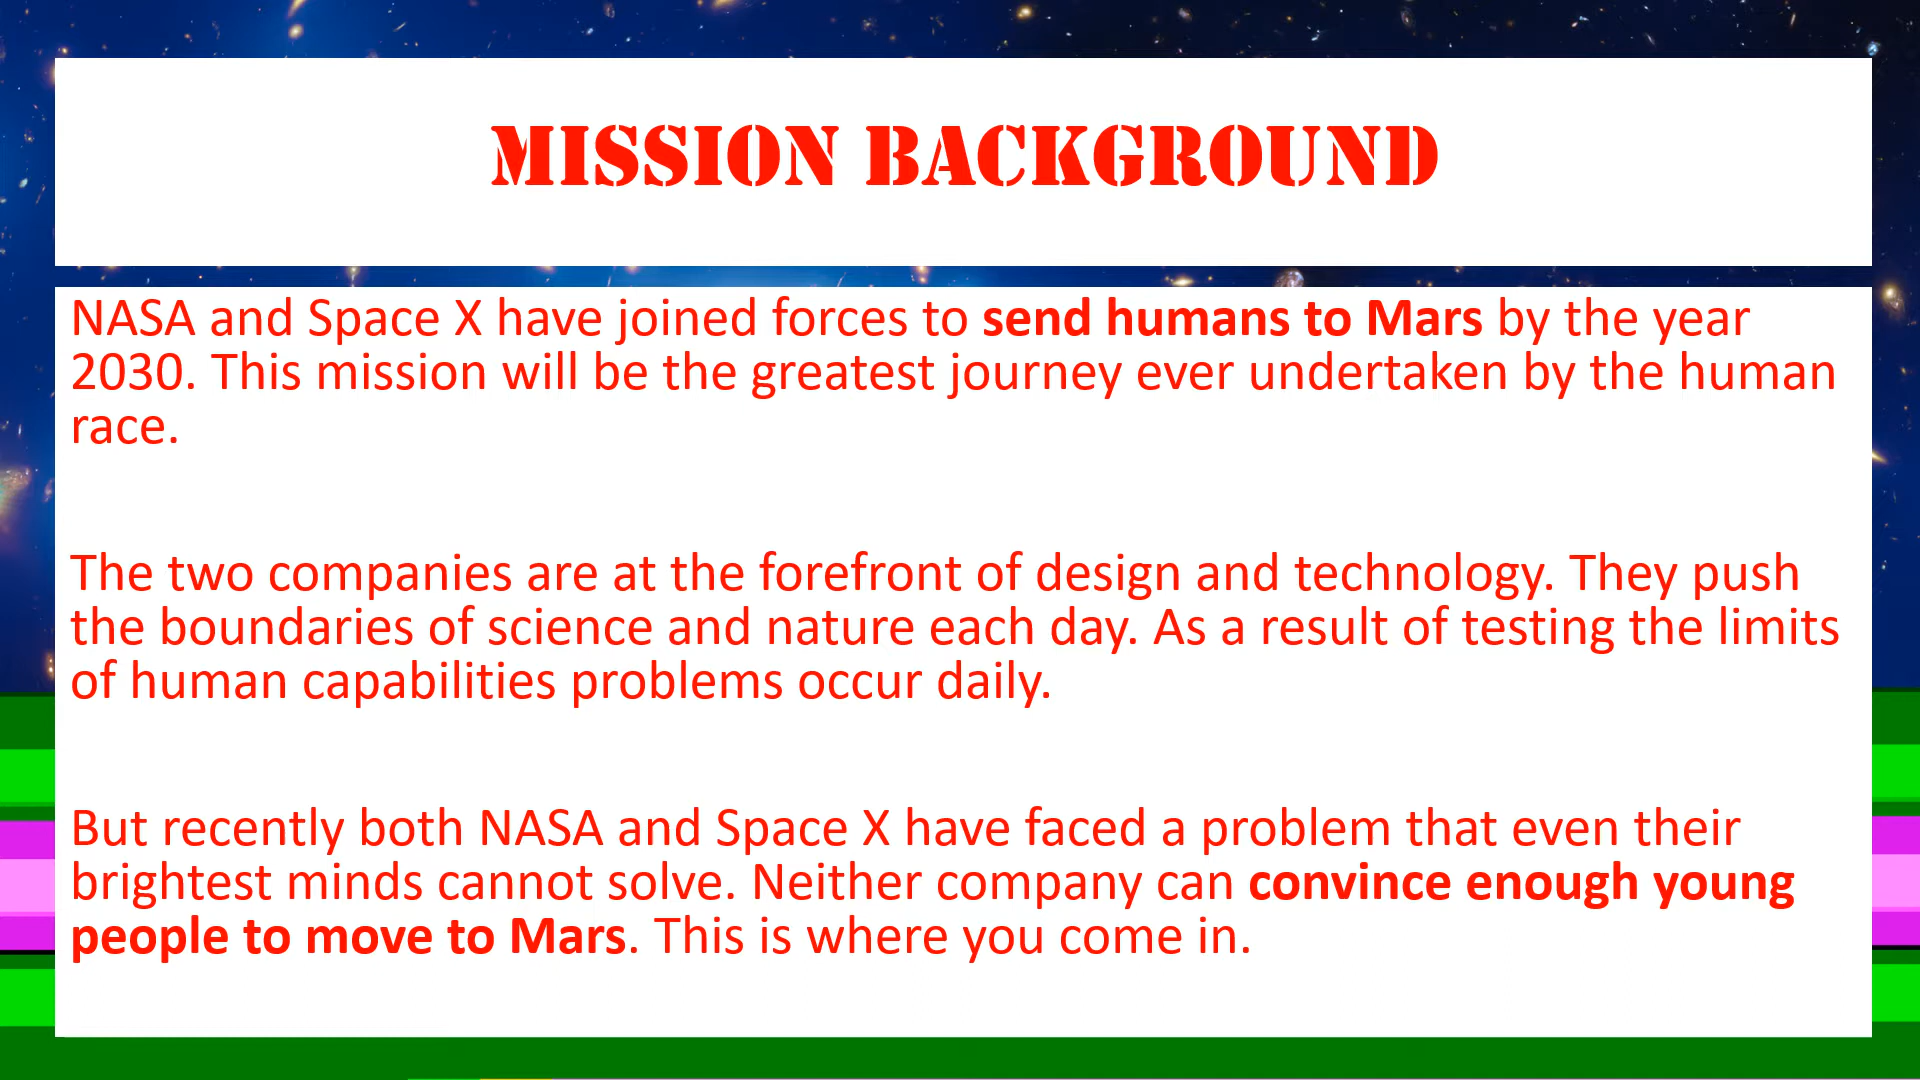 MISSION BACKGROUND
NASA and Space X have joined forces to send humans to Mars by the year
2030. This mission will be the greatest journey ever undertaken by the human
race.
The two companies are at the forefront of design and technology. They push
the boundaries of science and nature each day. As a result of testing the limits
of human capabilities problems occur daily.
But recently both NASA and Space X have faced a problem that even their
brightest minds cannot solve. Neither company can convince enough young
people to move to Mars. This is where you come in.